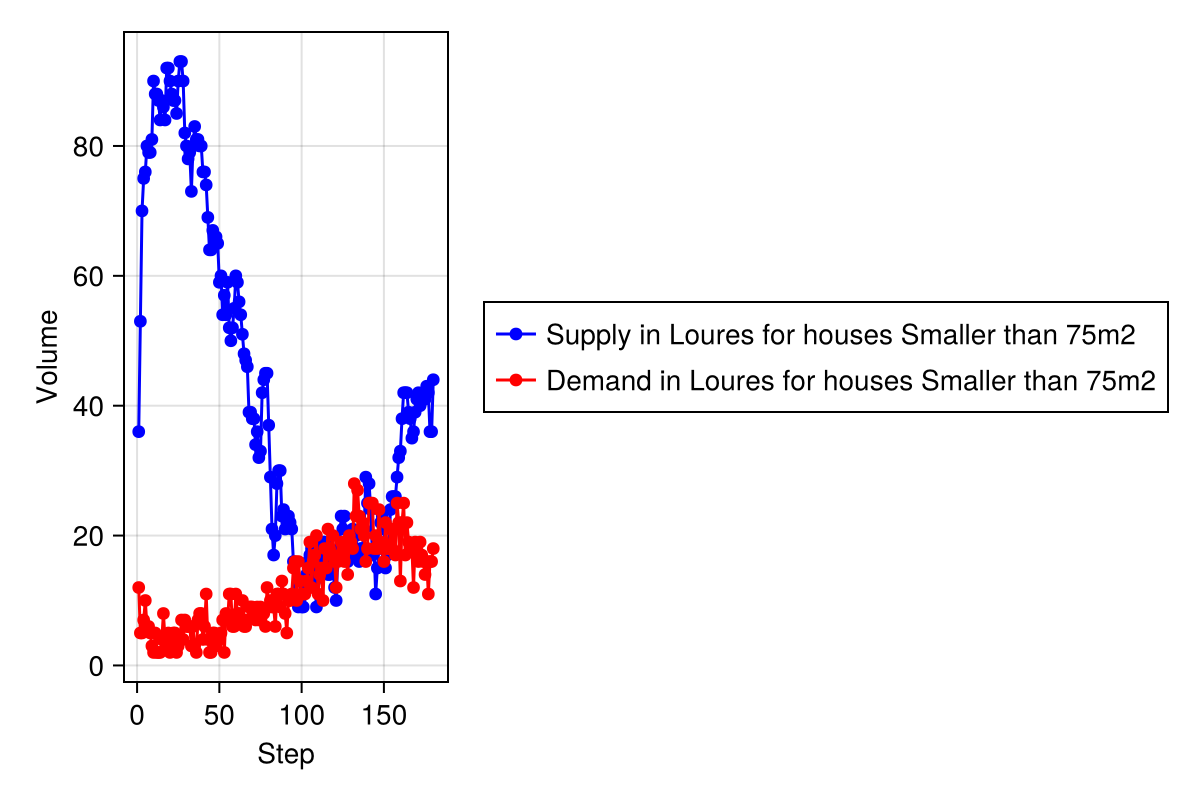 80
60
40
20
0
Volume
0 50 100 150
Step
Supply in Loures for houses Smaller than 75m2
Demand in Loures for houses Smaller than 75m2